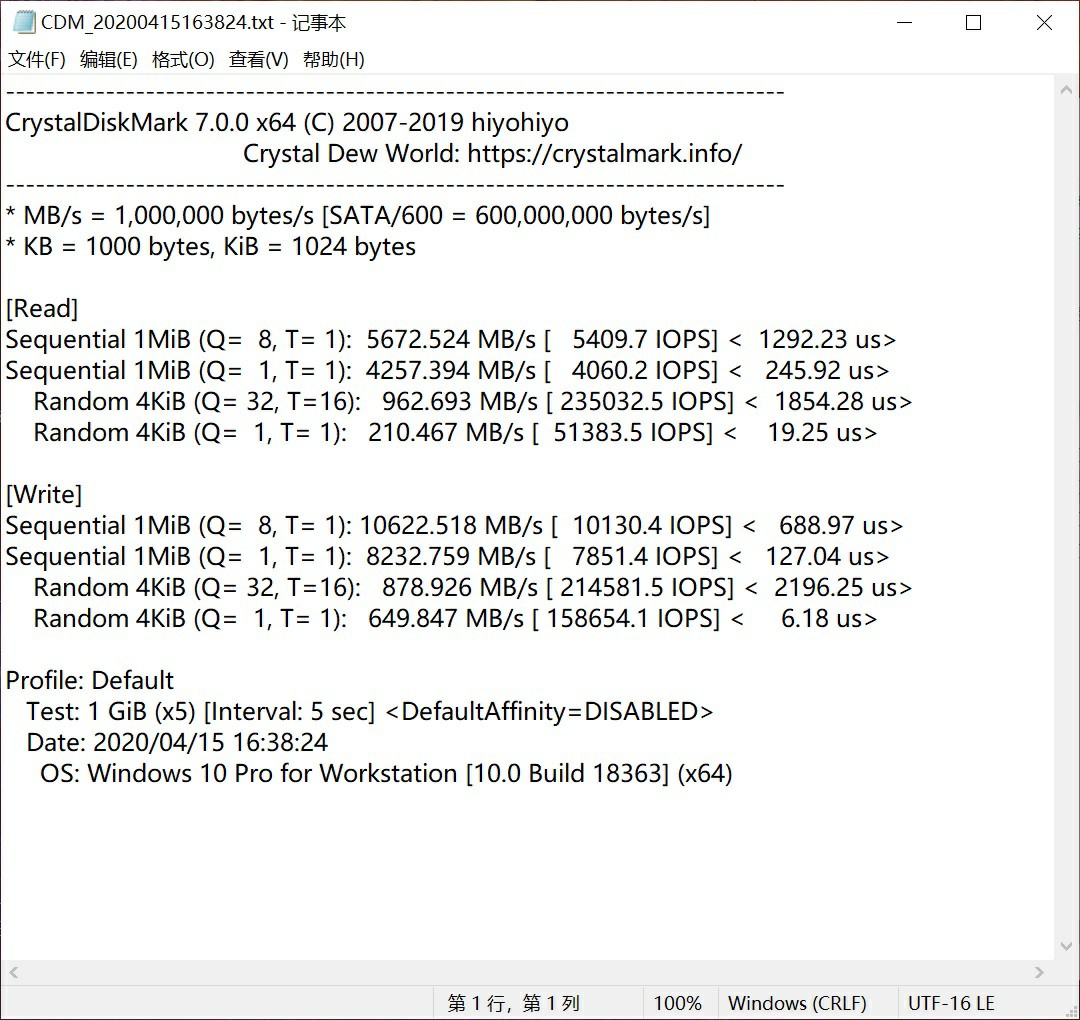 CDM_20200415163824.txt - 记事本
文件(F) 编辑(E) 格式(O) 查看(V) 帮助(H)
------------------------------------------------------------------------------
CrystalDiskMark 7.0.0 x64 (C) 2007-2019 hiyohiyo
Crystal Dew World: https://crystalmark.info/
------------------------------------------------------------------------------
* MB/s = 1,000,000 bytes/s [SATA/600 = 600,000,000 bytes/s]
* KB = 1000 bytes, KiB = 1024 bytes
[Read]
Sequential 1MiB (Q=  8, T= 1):  5672.524 MB/s [   5409.7 IOPS] <  1292.23 us>
Sequential 1MiB (Q=  1, T= 1):  4257.394 MB/s [   4060.2 IOPS] <   245.92 us>
Random 4KiB (Q= 32, T=16):   962.693 MB/s [ 235032.5 IOPS] <  1854.28 us>
Random 4KiB (Q=  1, T= 1):   210.467 MB/s [  51383.5 IOPS] <    19.25 us>
[Write]
Sequential 1MiB (Q=  8, T= 1): 10622.518 MB/s [  10130.4 IOPS] <   688.97 us>
Sequential 1MiB (Q=  1, T= 1):  8232.759 MB/s [   7851.4 IOPS] <   127.04 us>
Random 4KiB (Q= 32, T=16):   878.926 MB/s [ 214581.5 IOPS] <  2196.25 us>
Random 4KiB (Q=  1, T= 1):   649.847 MB/s [ 158654.1 IOPS] <     6.18 us>
Profile: Default
Test: 1 GiB (x5) [Interval: 5 sec] <DefaultAffinity=DISABLED>
Date: 2020/04/15 16:38:24
OS: Windows 10 Pro for Workstation [10.0 Build 18363] (x64)
第 1 行，第 1 列 100% Windows (CRLF) UTF-16 LE